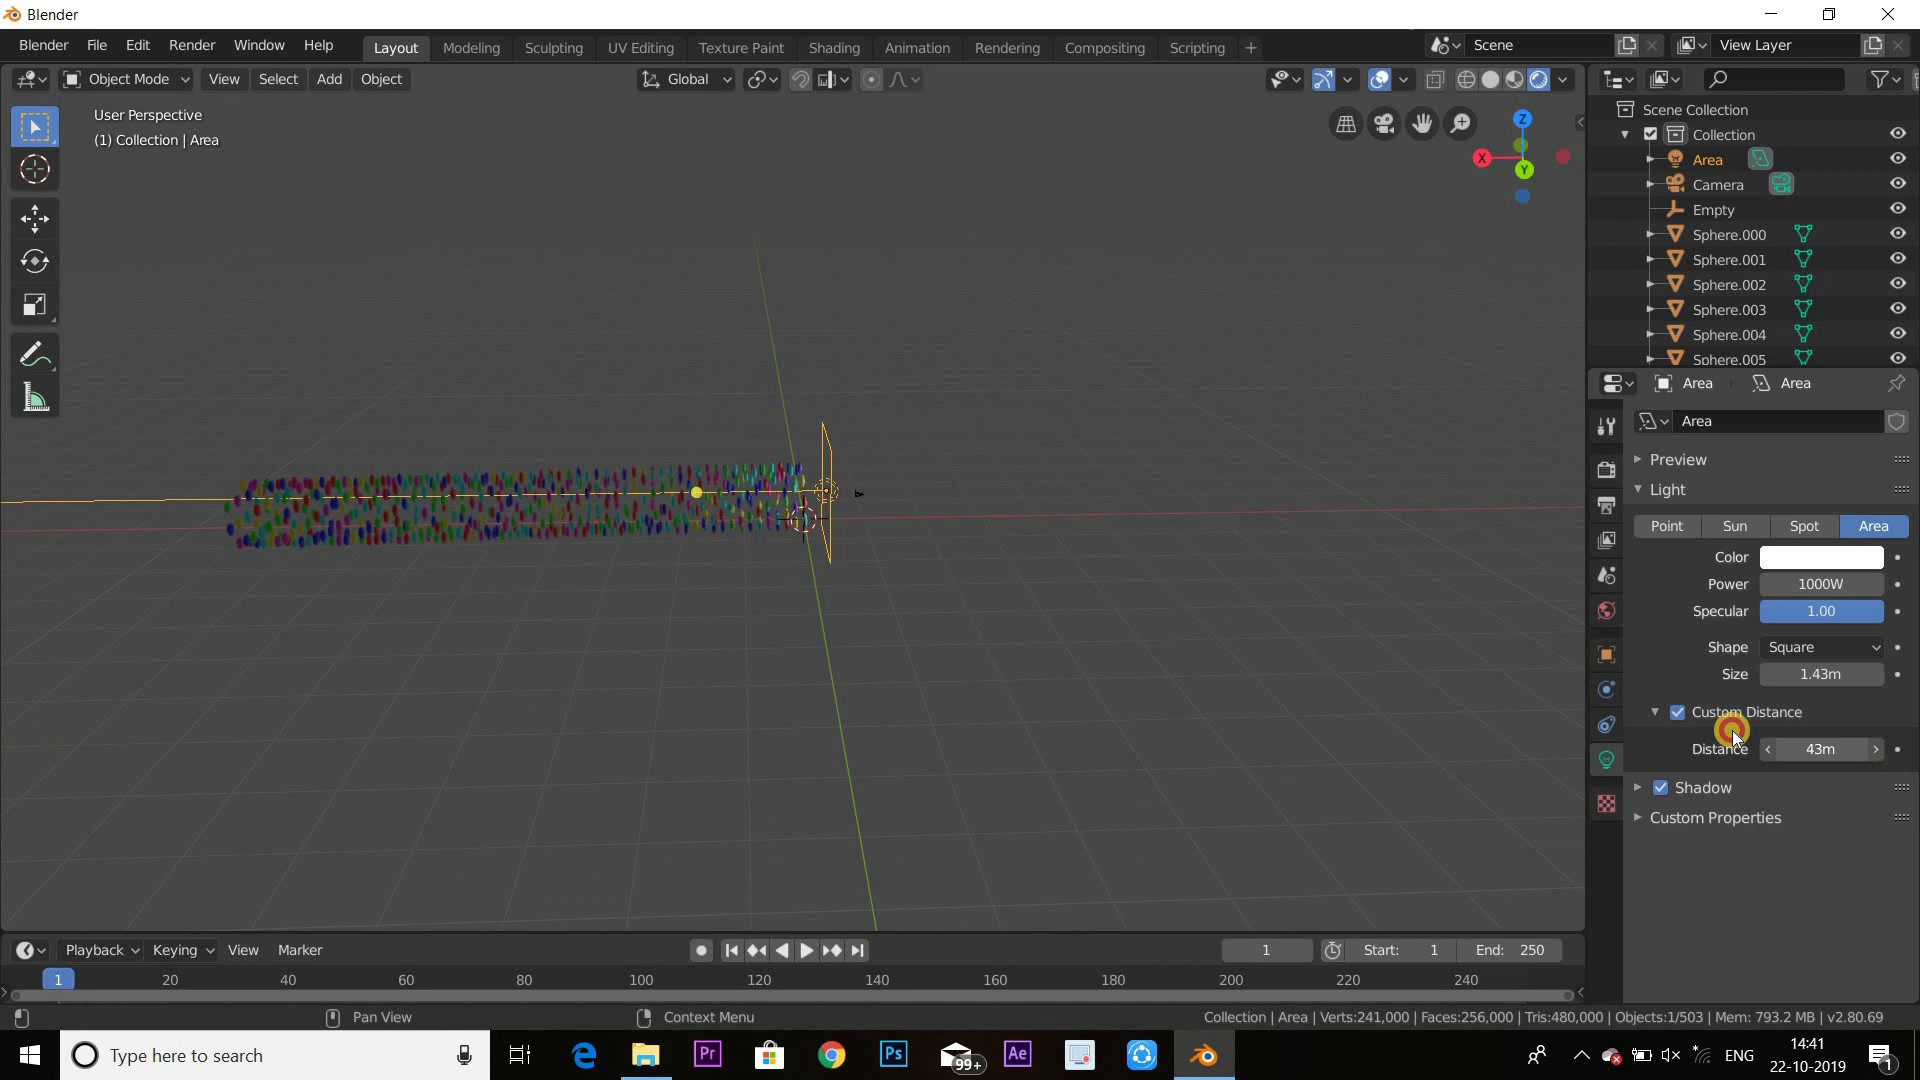 Blender
Blender File Edit Render Window Help
Layout Modeling Sculpting UV Editing Texture Paint Shading Animation Rendering Compositing Scripting +
Scene
View Layer
Object Mode View Select Add Object
Global
User Perspective
(1) Collection | Area
Z
X
Y
Scene Collection
Collection
Area
Camera
Empty
Sphere.000
Sphere.001
Sphere.002
Sphere.003
Sphere.004
Sphere.005
Area Area
Area
Preview
Light
Point Sun Spot Area
Color
Power 1000W
Specular 1.00
Shape Square
Size 1.43m
Custom Distance
Distance 43m
Shadow
Custom Properties
Playback Keying View Marker
1 Start: 1 End: 250
1 20 40 60 80 100 120 140 160 180 200 220 240
Pan View Context Menu
Collection | Area | Verts:241,000 | Faces:256,000 | Tris:480,000 | Objects:1/503 | Mem: 793.2 MB | v2.80.69
Type here to search
Pr
Ps
99+
Ae
ENG
14:41
22-10-2019
1